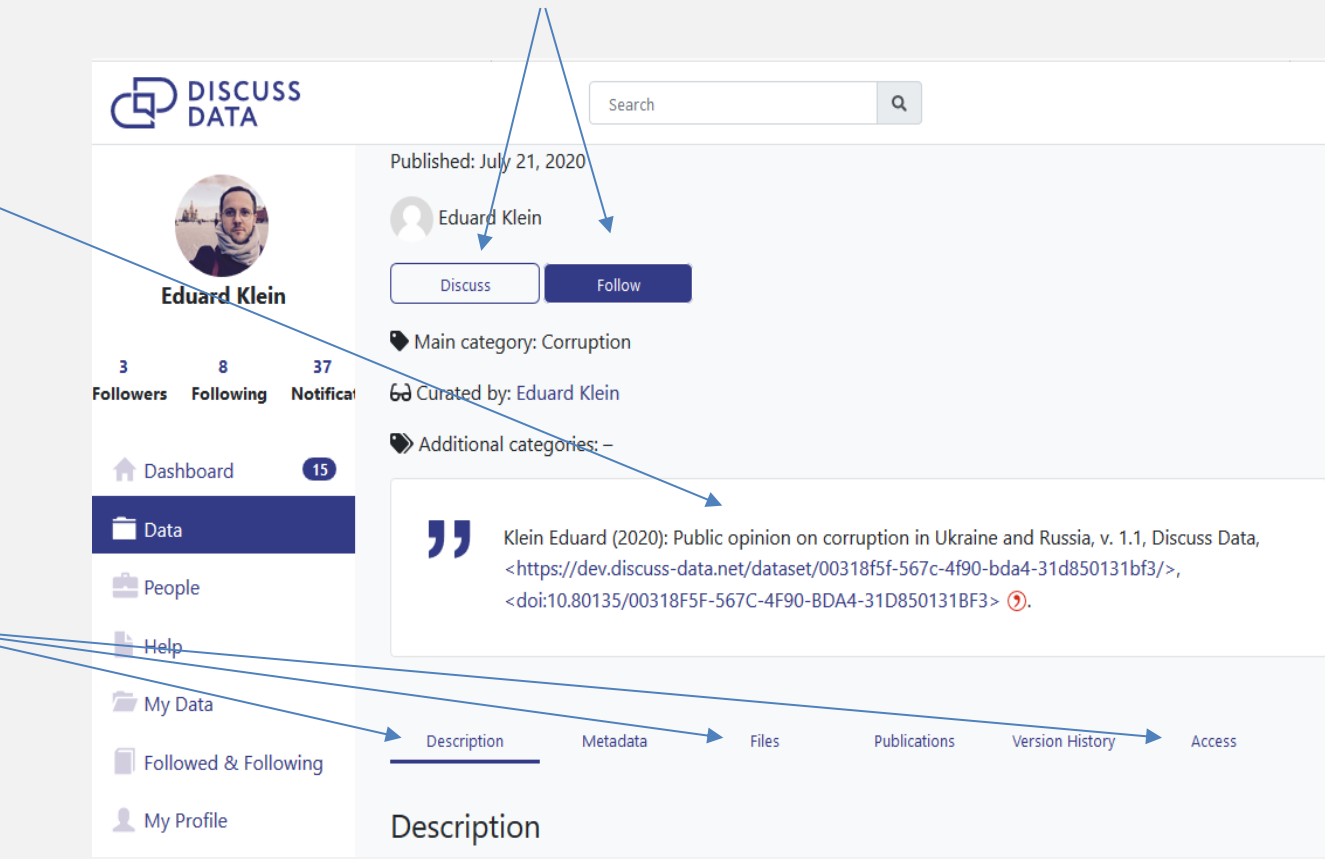 DISCUSS
DATA
Search
Eduard Klein
3 8 37
Followers Following Notificat
Dashboard 15
Data
People
Help
My Data
Followed & Following
My Profile
Published: July 21, 2020
Eduard Klein
Discuss Follow
Main category: Corruption
Curated by: Eduard Klein
Additional categories: –
Klein Eduard (2020): Public opinion on corruption in Ukraine and Russia, v. 1.1, Discuss Data,
<https://dev.discuss-data.net/dataset/00318f5f-567c-4f90-bda4-31d850131bf3/>,
<doi:10.80135/00318F5F-567C-4F90-BDA4-31D850131BF3> .
Description Metadata Files Publications Version History Access
Description